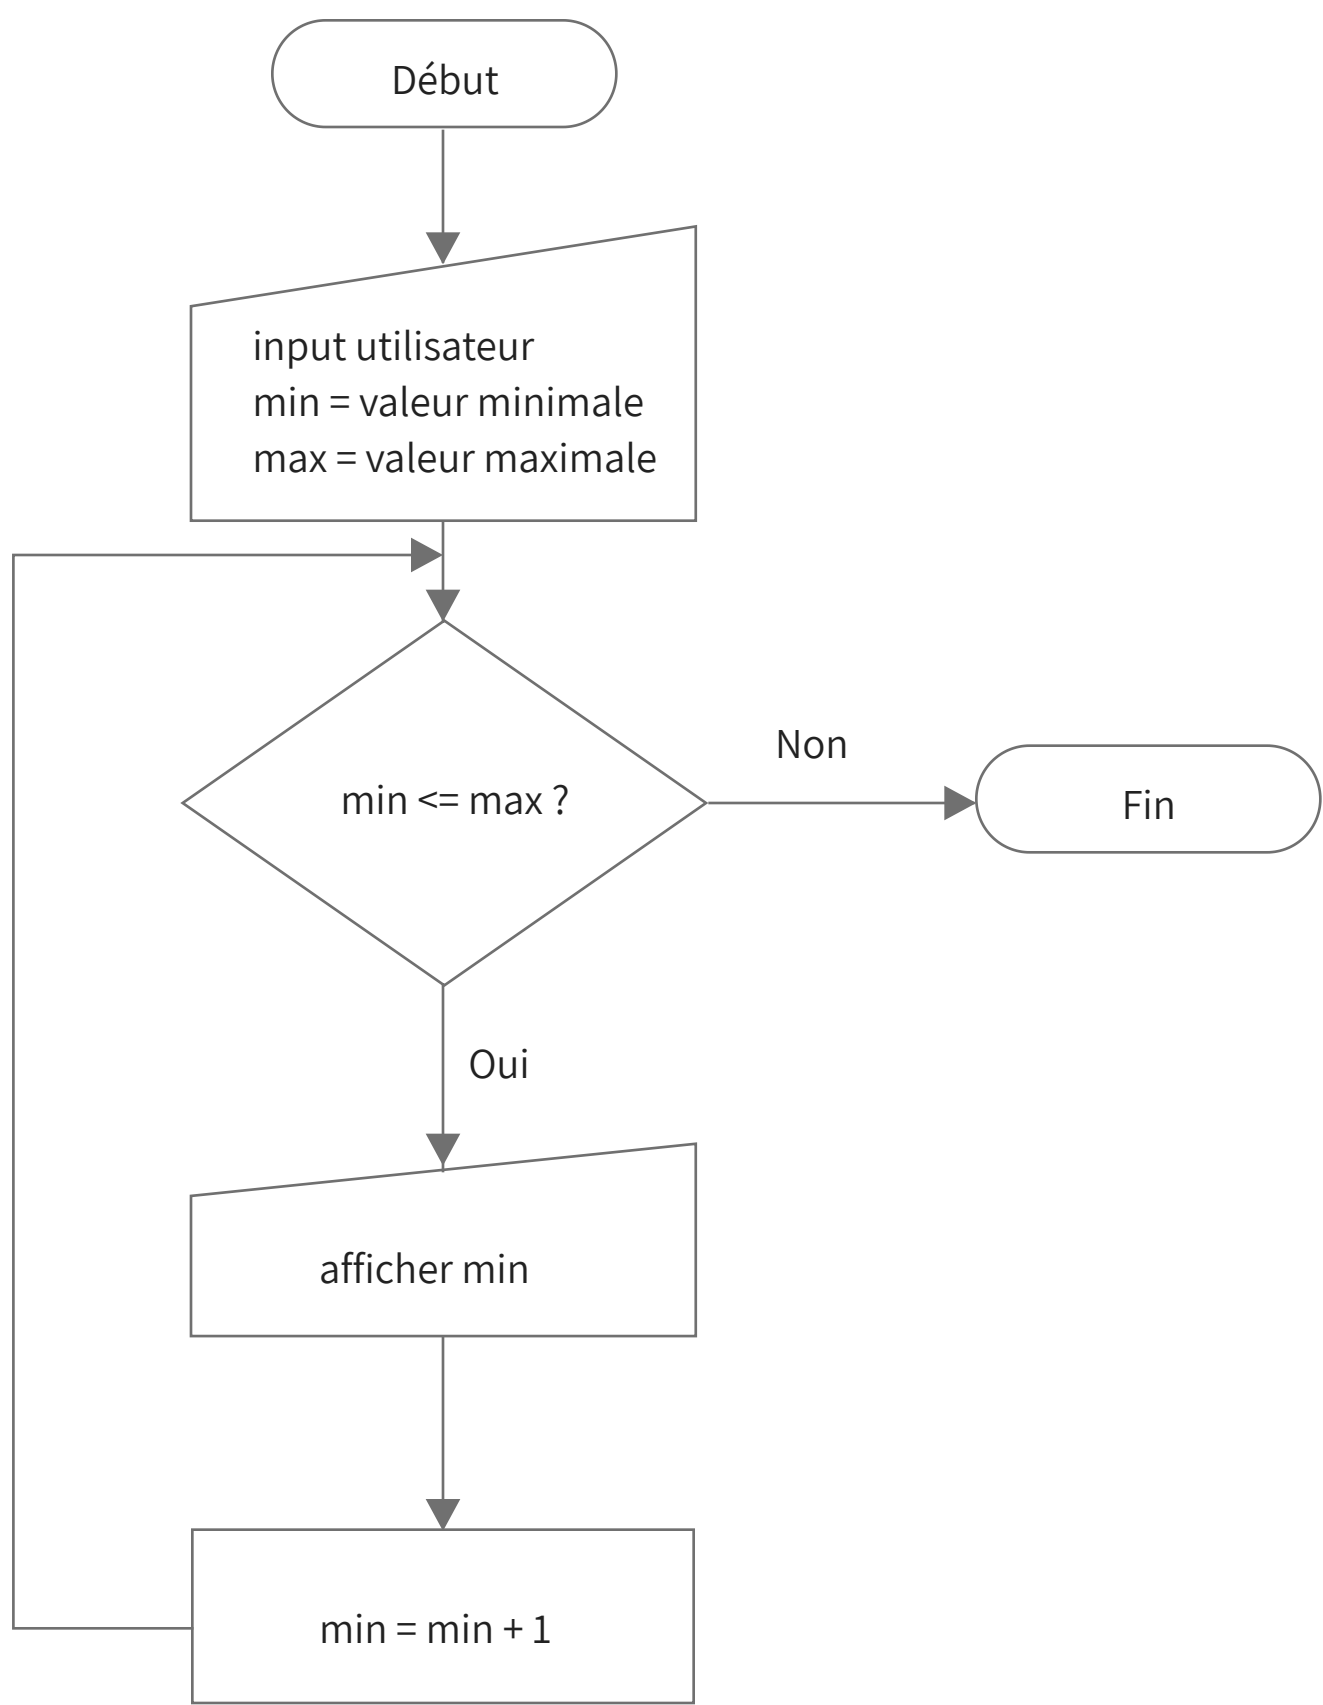 Début
input utilisateur
min = valeur minimale
max = valeur maximale
min <= max ?
Non
Fin
Oui
afficher min
min = min + 1